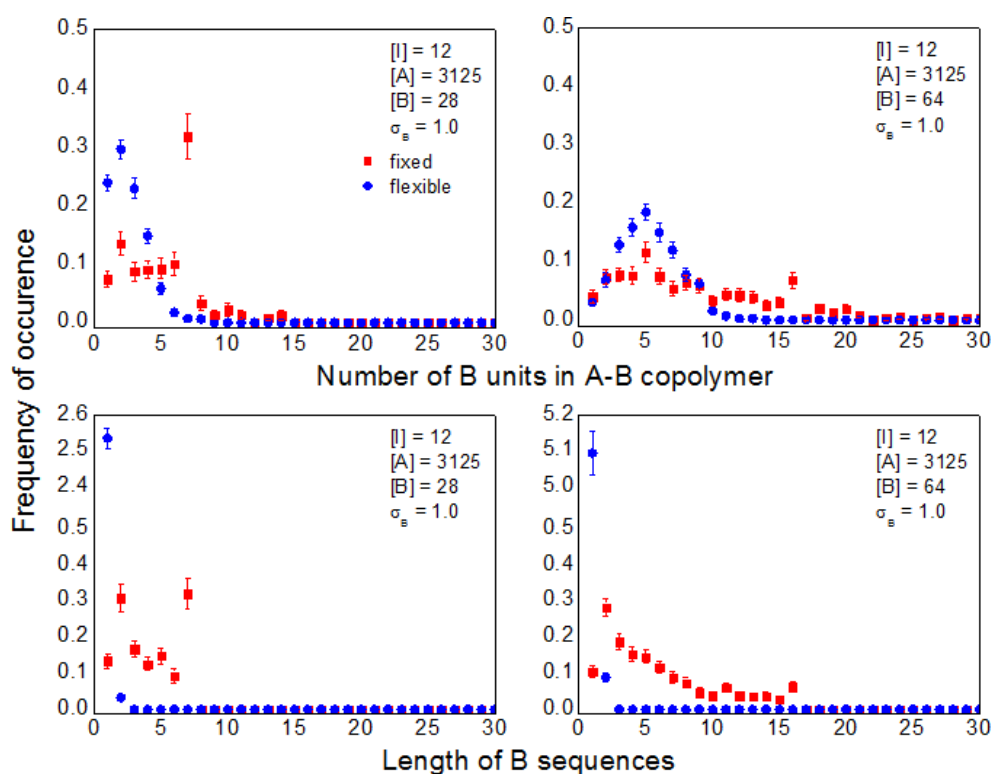 Frequency of occurence
0.5
0.4
0.3
0.2
0.1
0.0
0 5 10 15 20 25 30
[I] = 12
[A] = 3125
[B] = 28
σB = 1.0
fixed
flexible
0.5
0.4
0.3
0.2
0.1
0.0
0 5 10 15 20 25 30
[I] = 12
[A] = 3125
[B] = 64
σB = 1.0
Number of B units in A-B copolymer
2.6
2.5
2.4
0.5
0.4
0.3
0.2
0.1
0.0
0 5 10 15 20 25 30
[I] = 12
[A] = 3125
[B] = 28
σB = 1.0
5.2
5.1
5.0
0.5
0.4
0.3
0.2
0.1
0.0
0 5 10 15 20 25 30
[I] = 12
[A] = 3125
[B] = 64
σB = 1.0
Length of B sequences